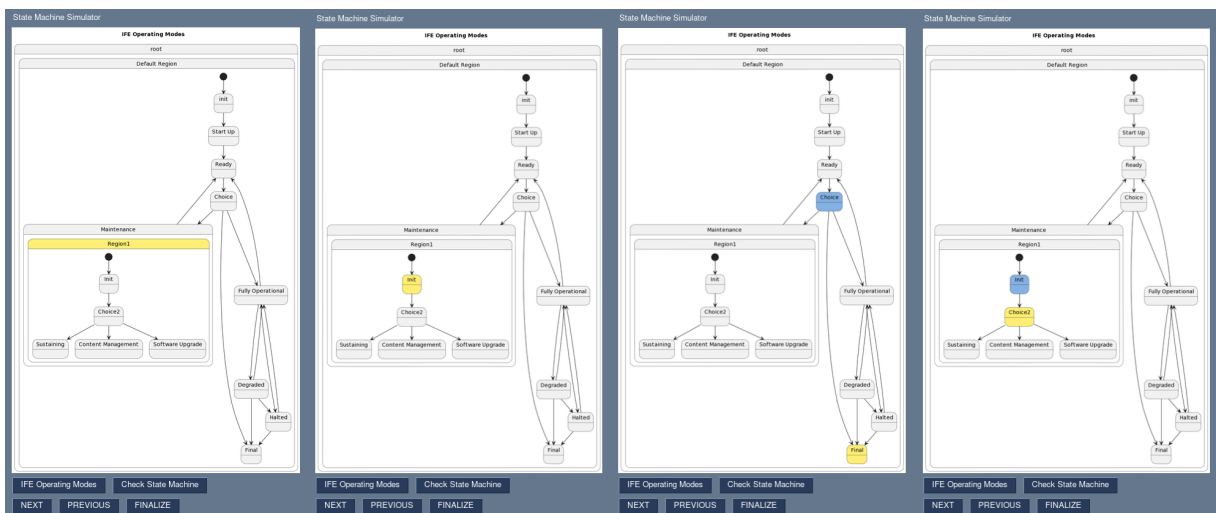 State Machine Simulator
IFE Operating Modes
root
Default Region
init
Start Up
Ready
Choice
Maintenance
Region1
Init
Fully Operational
Choice2
Sustaining
Content Management
Software Upgrade
Degraded
Halted
Final
IFE Operating Modes
Check State Machine
NEXT
PREVIOUS
FINALIZE
State Machine Simulator
IFE Operating Modes
root
Default Region
init
Start Up
Ready
Choice
Maintenance
Region1
Init
Fully Operational
Choice2
Sustaining
Content Management
Software Upgrade
Degraded
Halted
Final
IFE Operating Modes
Check State Machine
NEXT
PREVIOUS
FINALIZE
State Machine Simulator
IFE Operating Modes
root
Default Region
init
Start Up
Ready
Choice
Maintenance
Region1
Init
Fully Operational
Choice2
Sustaining
Content Management
Software Upgrade
Degraded
Halted
Final
IFE Operating Modes
Check State Machine
NEXT
PREVIOUS
FINALIZE
State Machine Simulator
IFE Operating Modes
root
Default Region
init
Start Up
Ready
Choice
Maintenance
Region1
Init
Fully Operational
Choice2
Sustaining
Content Management
Software Upgrade
Degraded
Halted
Final
IFE Operating Modes
Check State Machine
NEXT
PREVIOUS
FINALIZE